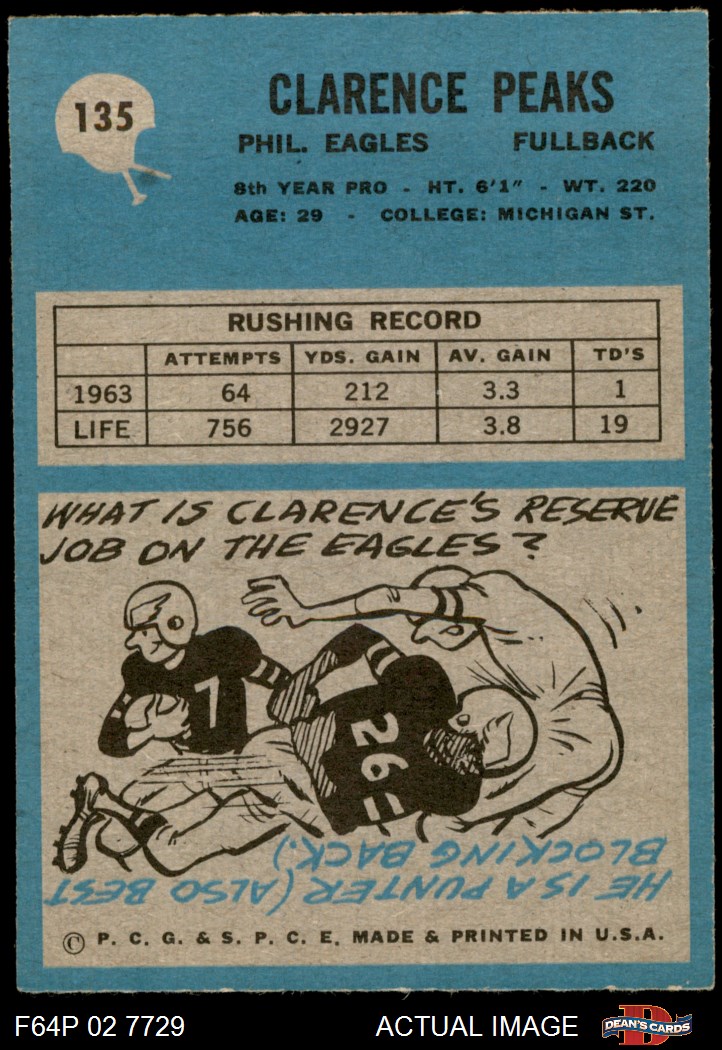 135
CLARENCE PEAKS
PHIL. EAGLES FULLBACK
8th YEAR PRO - HT. 6'1" - WT. 220
AGE: 29 - COLLEGE: MICHIGAN ST.
RUSHING RECORD
ATTEMPTS YDS. GAIN AV. GAIN TD'S
1963 64 212 3.3 1
LIFE 756 2927 3.8 19
WHAT IS CLARENCE'S RESERVE
JOB ON THE EAGLES?
7
26
HE IS A PUNTER (ALSO BEST
BLOCKING BACK.)
© P. C. G. & S. P. C. E. MADE & PRINTED IN U.S.A.
F64P 02 7729 ACTUAL IMAGE D DEAN'S CARDS